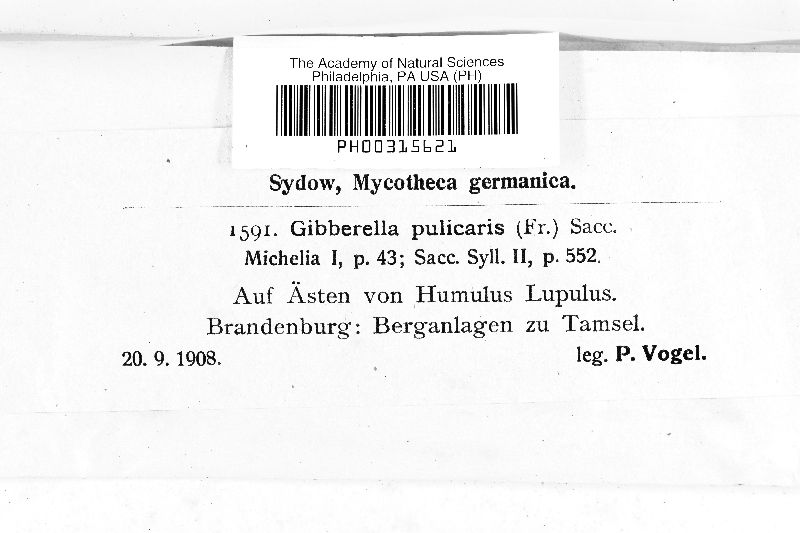 The Academy of Natural Sciences
Philadelphia, PA USA (PH)
PH00315621
Sydow, Mycotheca germanica.
1591. Gibberella pulicaris (Fr.) Sacc.
Michelia I, p. 43; Sacc. Syll. II, p. 552.
Auf Ästen von Humulus Lupulus.
Brandenburg: Berganlagen zu Tamsel.
20. 9. 1908. leg. P. Vogel.